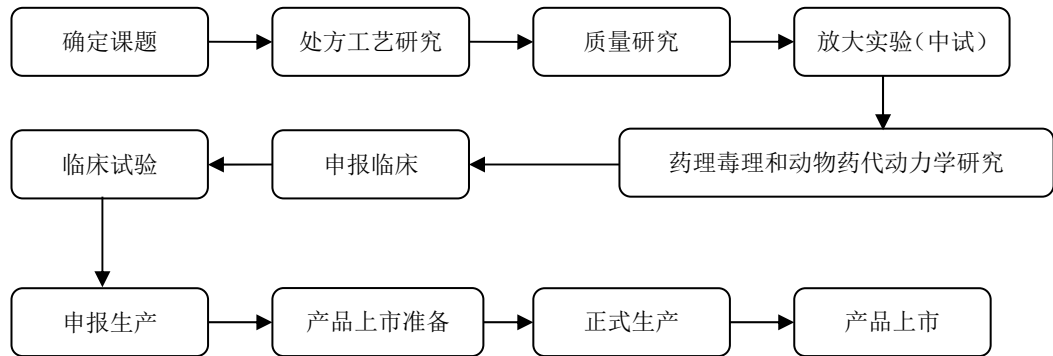 确定课题
处方工艺研究
质量研究
放大实验（中试）
药理毒理和动物药代动力学研究
申报临床
临床试验
申报生产
产品上市准备
正式生产
产品上市